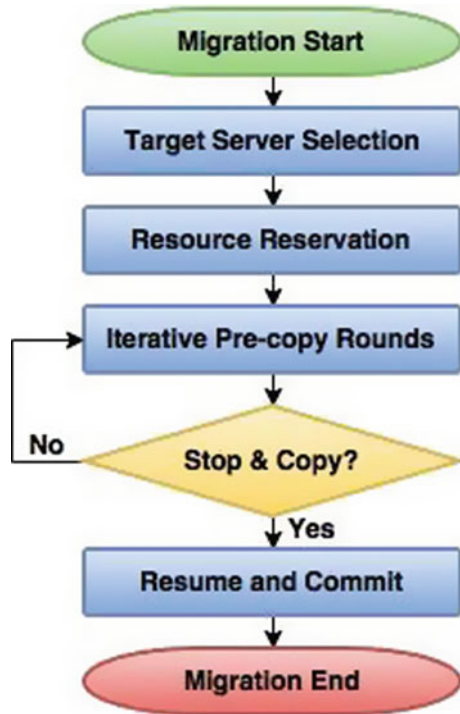 Migration Start
Target Server Selection
Resource Reservation
Iterative Pre-copy Rounds
Stop & Copy?
No
Yes
Resume and Commit
Migration End